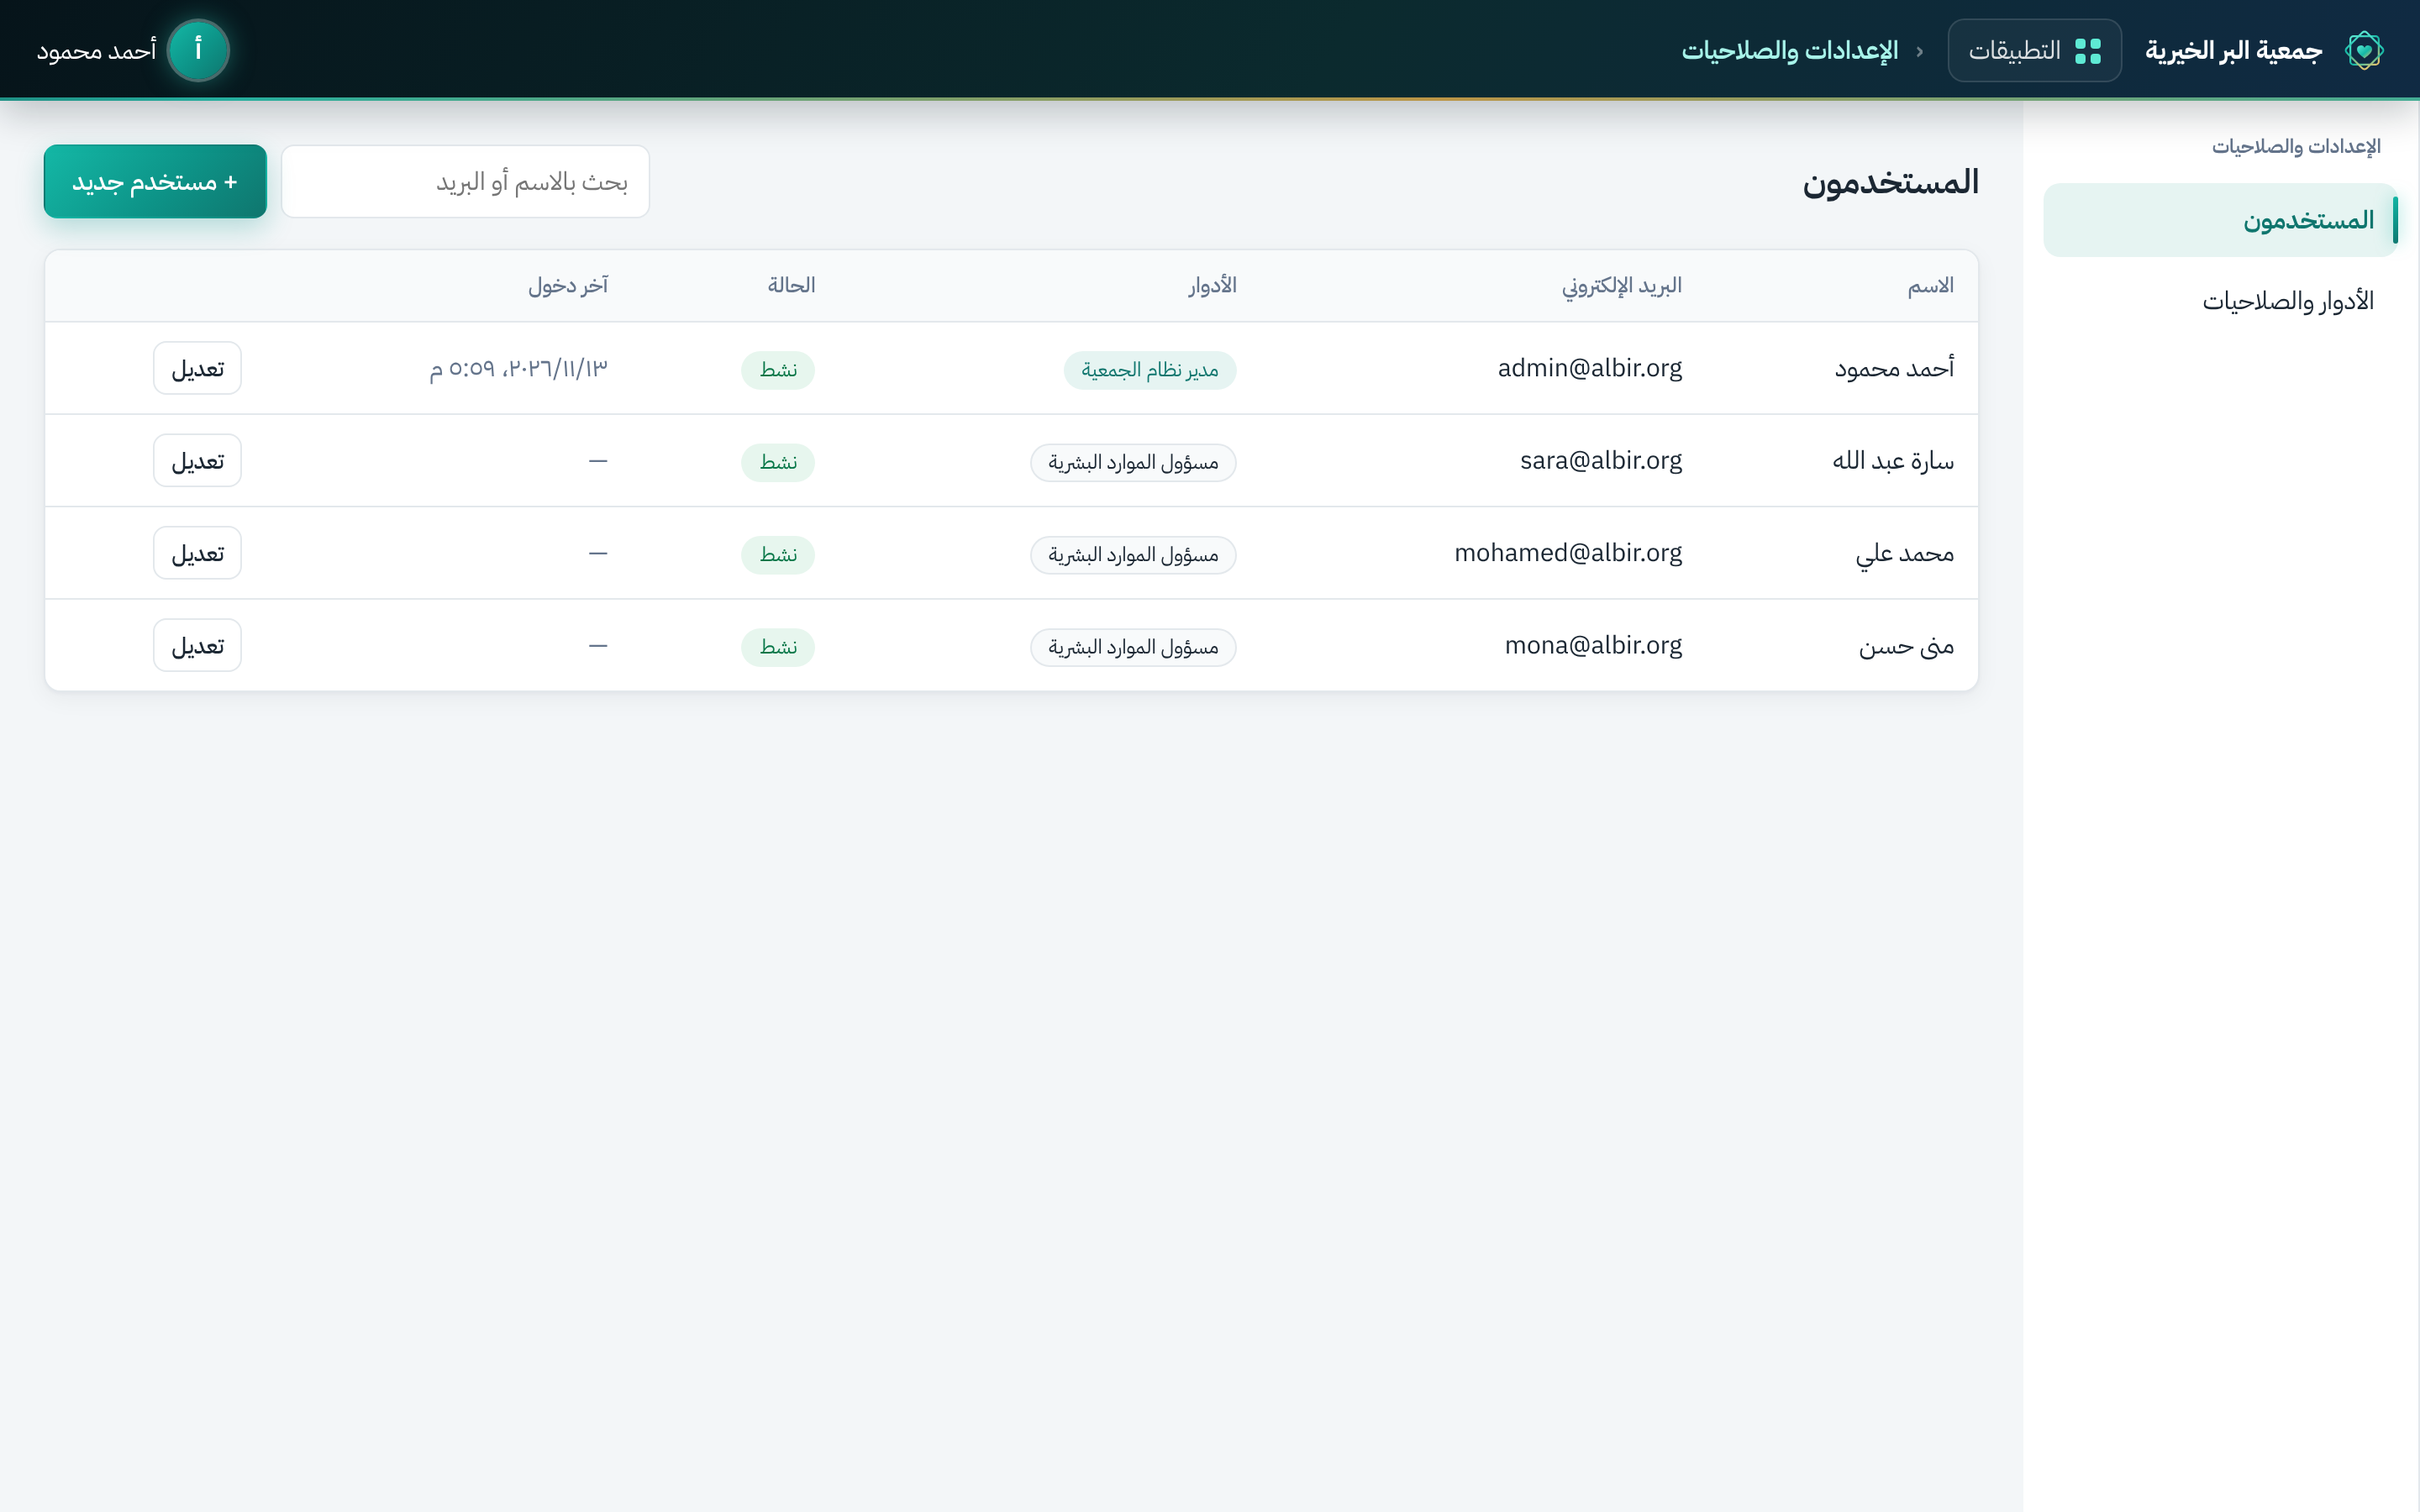 جمعية البر الخيرية
التطبيقات
›
الإعدادات والصلاحيات
أ
أحمد محمود
الإعدادات والصلاحيات
المستخدمون
الأدوار والصلاحيات
المستخدمون
بحث بالاسم أو البريد
+ مستخدم جديد
الاسم البريد الإلكتروني الأدوار الحالة آخر دخول
أحمد محمود admin@albir.org مدير نظام الجمعية نشط ١٣‏/١١‏/٢٠٢٦، ٥:٥٩ م تعديل
سارة عبد الله sara@albir.org مسؤول الموارد البشرية نشط — تعديل
محمد علي mohamed@albir.org مسؤول الموارد البشرية نشط — تعديل
منى حسن mona@albir.org مسؤول الموارد البشرية نشط — تعديل